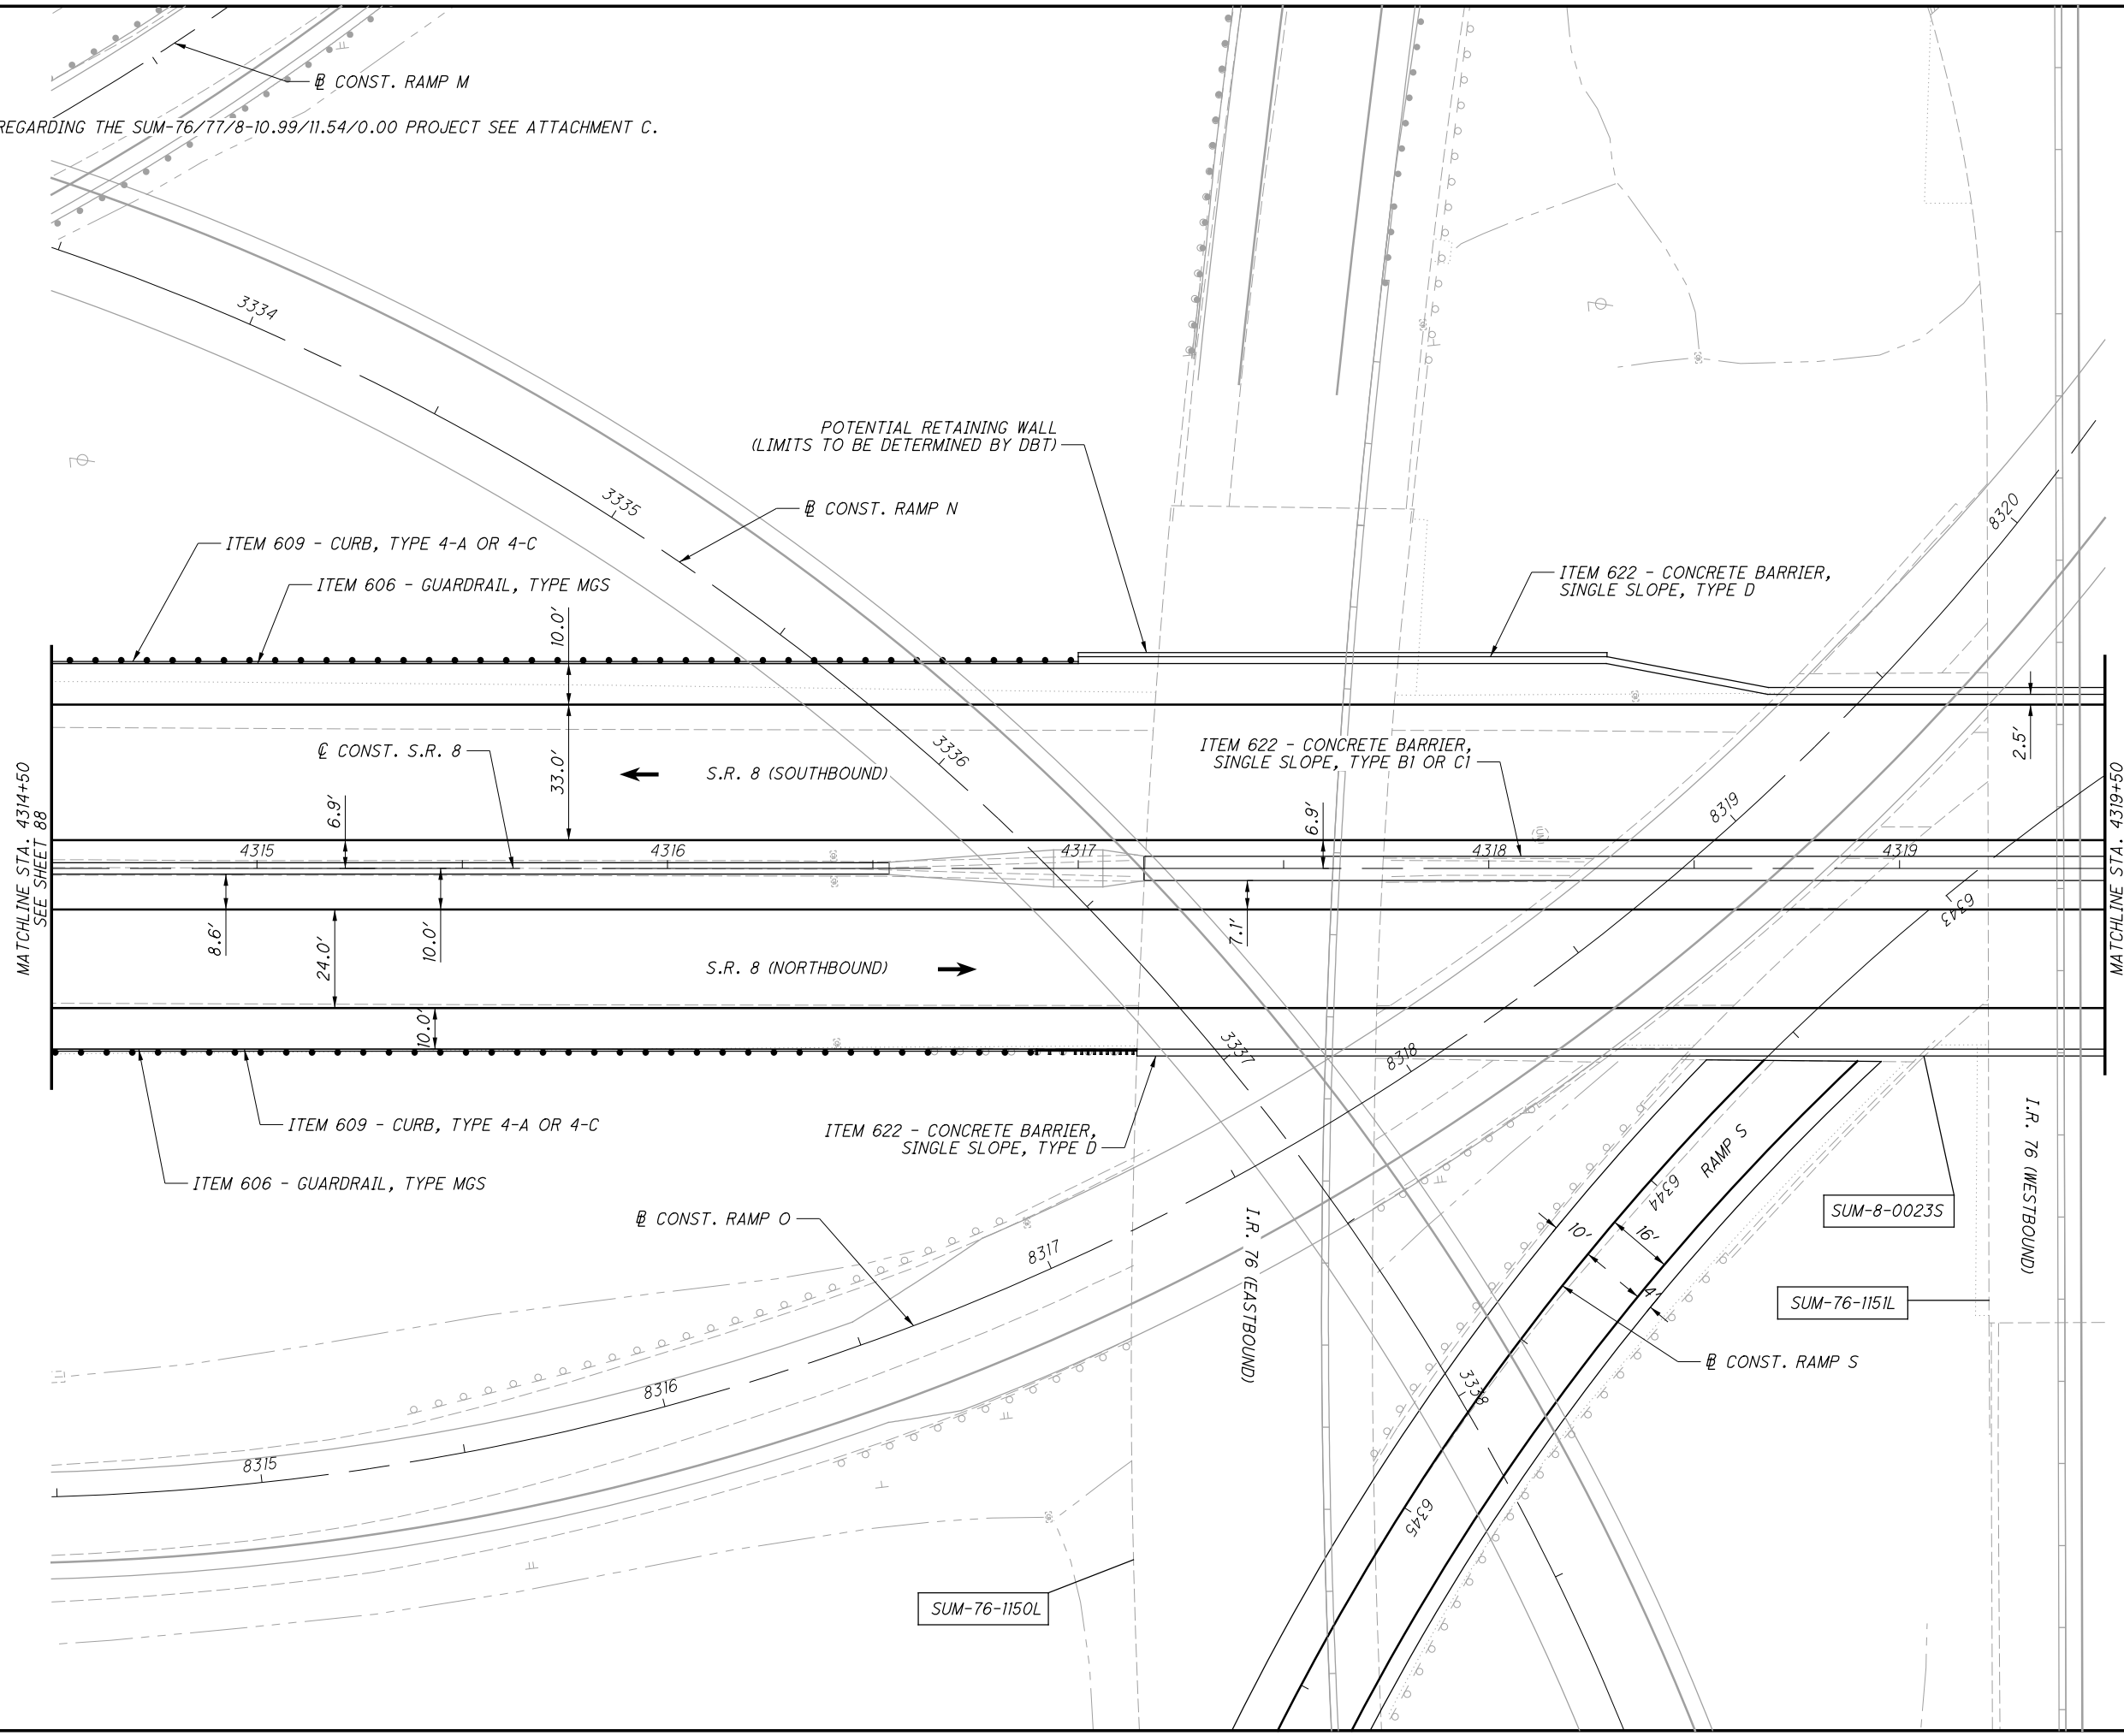 ℄ CONST. RAMP M
REGARDING THE SUM-76/77/8-10.99/11.54/0.00 PROJECT SEE ATTACHMENT C.
3334
POTENTIAL RETAINING WALL
(LIMITS TO BE DETERMINED BY DBT)
3335
℄ CONST. RAMP N
8320
ITEM 609 - CURB, TYPE 4-A OR 4-C
ITEM 606 - GUARDRAIL, TYPE MGS
ITEM 622 - CONCRETE BARRIER,
SINGLE SLOPE, TYPE D
10.0'
℄ CONST. S.R. 8
33.0'
S.R. 8 (SOUTHBOUND)
3336
ITEM 622 - CONCRETE BARRIER,
SINGLE SLOPE, TYPE B1 OR C1
2.5'
MATCHLINE STA. 4314+50
SEE SHEET 88
6.9'
6.9'
8319
MATCHLINE STA. 4319+50
4315
4316
4317
4318
4319
8.6'
24.0'
10.0'
7.1'
6343
S.R. 8 (NORTHBOUND)
10.0'
3337
8318
ITEM 609 - CURB, TYPE 4-A OR 4-C
ITEM 622 - CONCRETE BARRIER,
SINGLE SLOPE, TYPE D
RAMP S
I.R. 76 (WESTBOUND)
ITEM 606 - GUARDRAIL, TYPE MGS
6344
SUM-8-0023S
℄ CONST. RAMP O
8317
I.R. 76 (EASTBOUND)
10'
16'
4'
SUM-76-1151L
℄ CONST. RAMP S
8316
3338
8315
6345
SUM-76-1150L